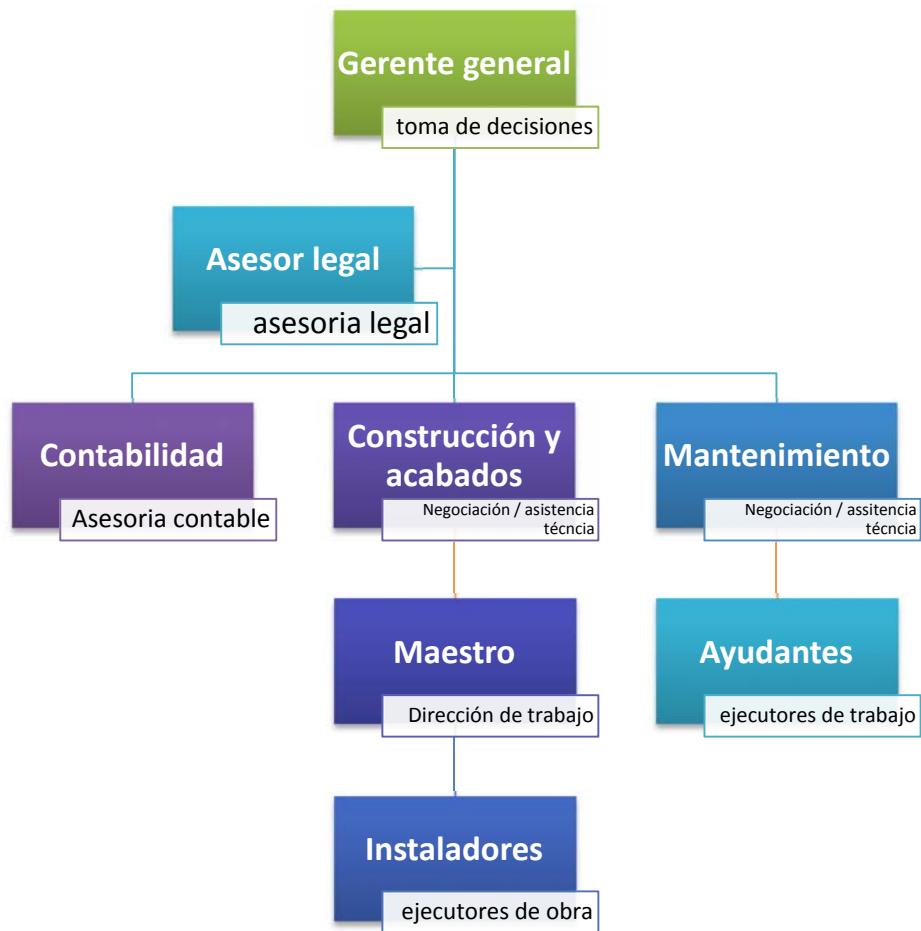 Gerente general
toma de decisiones
Asesor legal
asesoria legal
Contabilidad
Asesoria contable
Construcción y
acabados
Negociación / asistencia
técncia
Mantenimiento
Negociación / assitencia
técncia
Maestro
Dirección de trabajo
Ayudantes
ejecutores de trabajo
Instaladores
ejecutores de obra